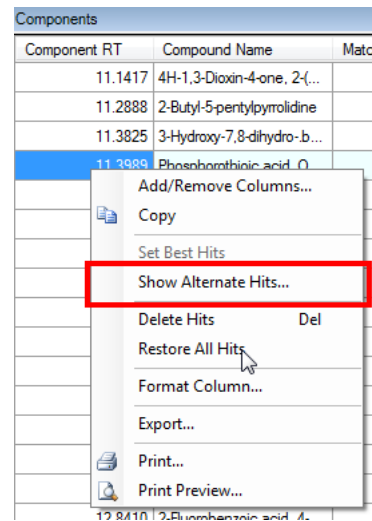 Components
Component RT Compound Name Matc
11.1417 4H-1,3-Dioxin-4-one, 2-(...
11.2888 2-Butyl-5-pentylpyrrolidine
11.3825 3-Hydroxy-7,8-dihydro-.b...
11.3989 Phosphorothioic acid, O
Add/Remove Columns...
Copy
Set Best Hits
Show Alternate Hits...
Delete Hits Del
Restore All Hits
Format Column...
Export...
Print...
Print Preview...
12.8410 2-Fluorobenzoic acid, 4-